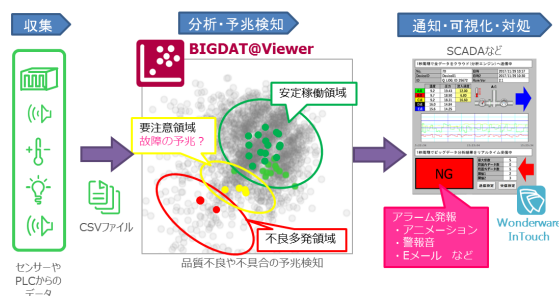 収集
分析・予兆検知
通知・可視化・対処
BIGDAT@Viewer
SCADAなど
安定稼働領域
要注意領域
故障の予兆？
不良多発領域
CSVファイル
センサーや
PLCからの
データ
品質不良や不具合の予兆検知
NG
アラーム発報
・アニメーション
・警報音
・Eメール など
Wonderware
InTouch